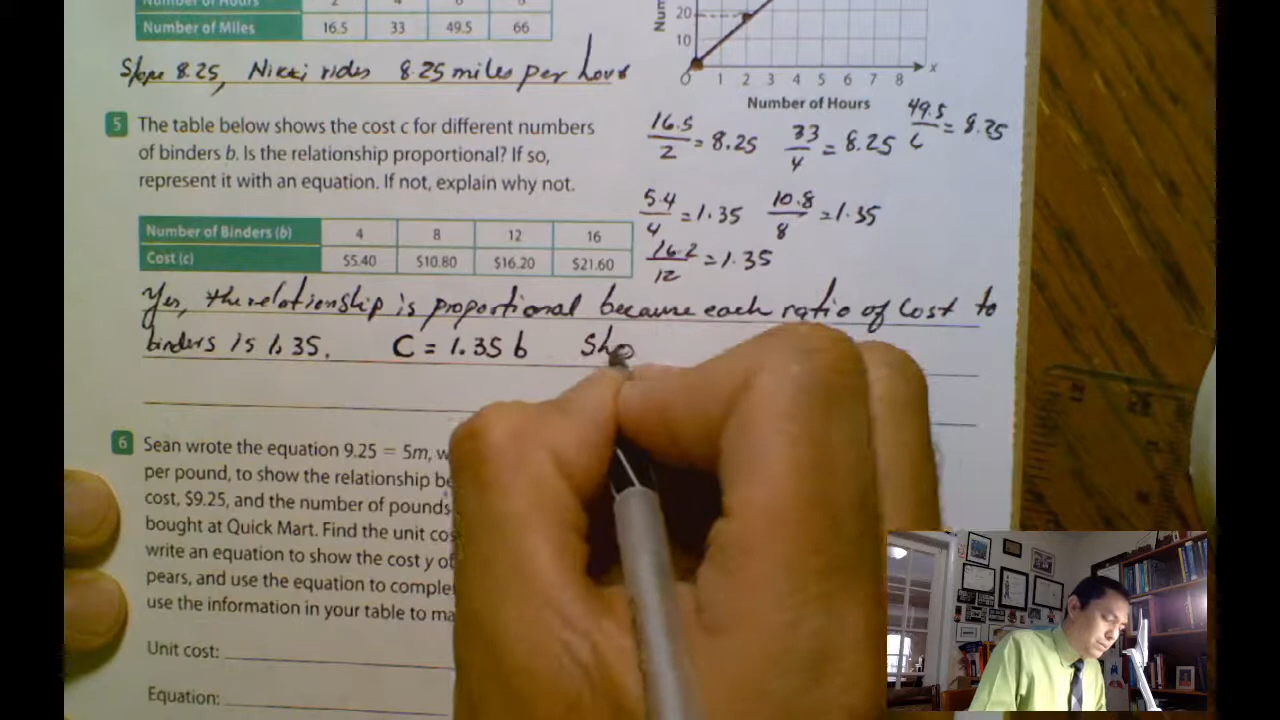 Number of Miles 16.5 33 49.5 66
20
10
0 1 2 3 4 5 6 7 8 x
Number of Hours
Slope 8.25, Nikki rides 8.25 miles per hour
16.5/2 = 8.25 33/4 = 8.25 49.5/6 = 8.25
5 The table below shows the cost c for different numbers
of binders b. Is the relationship proportional? If so,
represent it with an equation. If not, explain why not.
Number of Binders (b) 4 8 12 16
Cost (c) $5.40 $10.80 $16.20 $21.60
5.4/4 = 1.35 10.8/8 = 1.35
16.2/12 = 1.35
Yes, the relationship is proportional because each ratio of cost to
binders is 1.35. C = 1.35 b Slo
6 Sean wrote the equation 9.25 = 5m, w
per pound, to show the relationship be
cost, $9.25, and the number of pounds
bought at Quick Mart. Find the unit cos
write an equation to show the cost y of
pears, and use the equation to comple
use the information in your table to ma
Unit cost:
Equation: